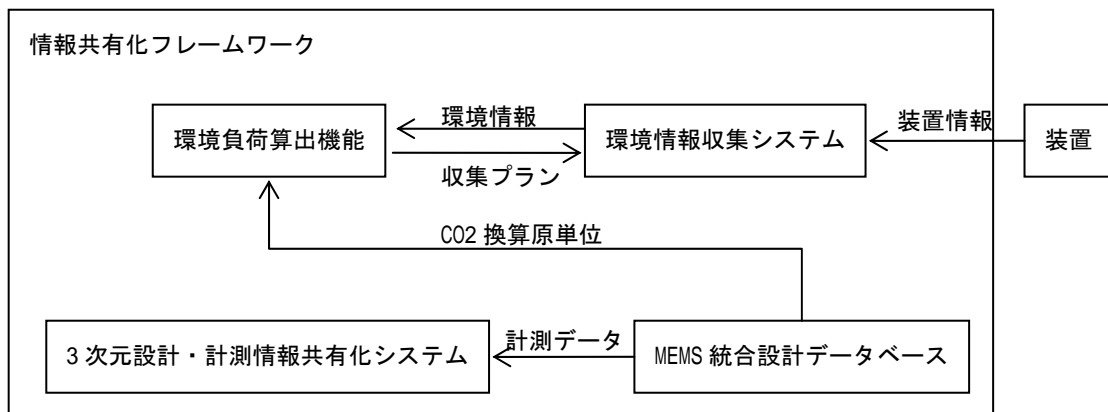 情報共有化フレームワーク
環境情報
装置情報
環境負荷算出機能
環境情報収集システム
装置
収集プラン
CO2 換算原単位
計測データ
3 次元設計・計測情報共有化システム
MEMS 統合設計データベース